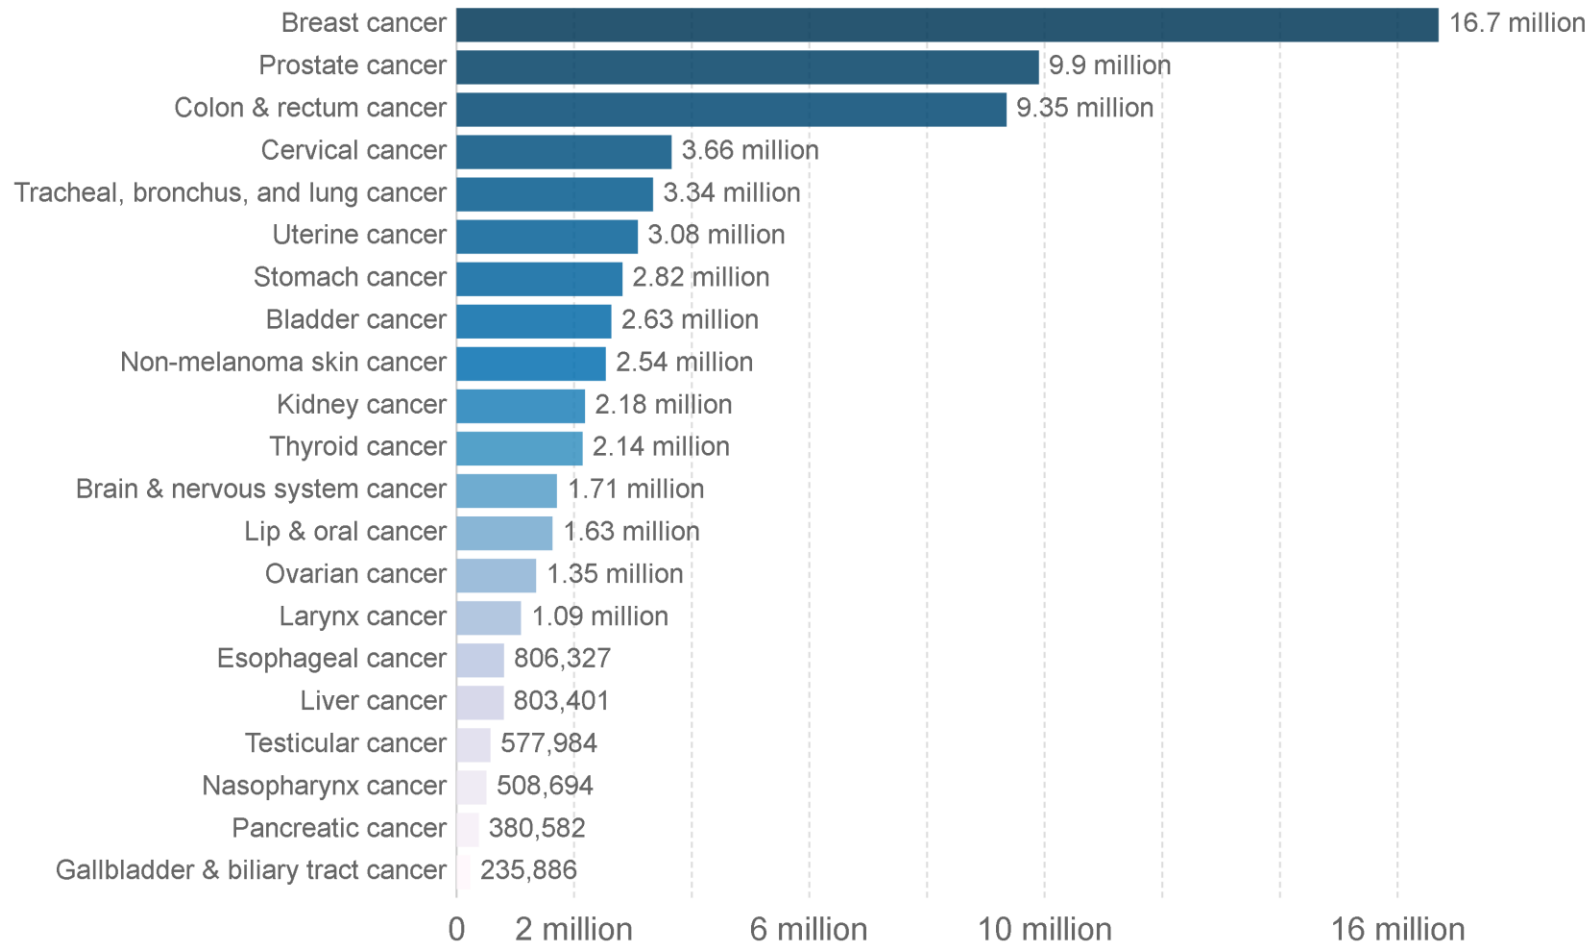 Breast cancer 16.7 million
Prostate cancer 9.9 million
Colon & rectum cancer 9.35 million
Cervical cancer 3.66 million
Tracheal, bronchus, and lung cancer 3.34 million
Uterine cancer 3.08 million
Stomach cancer 2.82 million
Bladder cancer 2.63 million
Non-melanoma skin cancer 2.54 million
Kidney cancer 2.18 million
Thyroid cancer 2.14 million
Brain & nervous system cancer 1.71 million
Lip & oral cancer 1.63 million
Ovarian cancer 1.35 million
Larynx cancer 1.09 million
Esophageal cancer 806,327
Liver cancer 803,401
Testicular cancer 577,984
Nasopharynx cancer 508,694
Pancreatic cancer 380,582
Gallbladder & biliary tract cancer 235,886
0 2 million 6 million 10 million 16 million